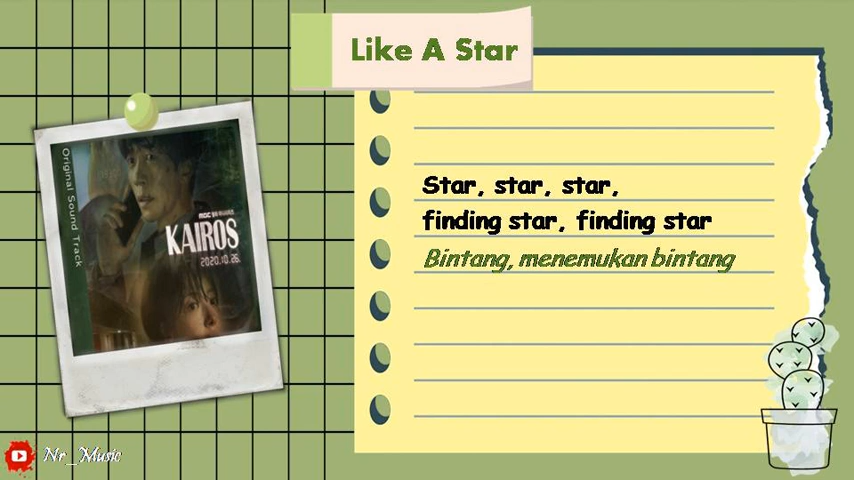 Like A Star
Original Sound Track
KAIROS
2020.10.26.
Star, star, star,
finding star, finding star
Bintang, menemukan bintang
Nr_Music